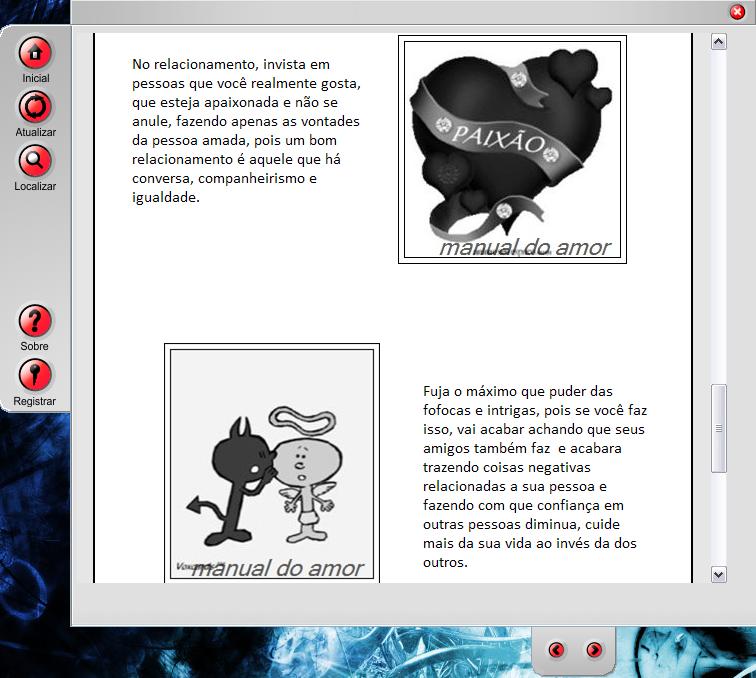 Inicial
Atualizar
Localizar
Sobre
Registrar
No relacionamento, invista em
pessoas que você realmente gosta,
que esteja apaixonada e não se
anule, fazendo apenas as vontades
da pessoa amada, pois um bom
relacionamento é aquele que há
conversa, companheirismo e
igualdade.
PAIXÃO
manual do amor
manual do amor
Fuja o máximo que puder das
fofocas e intrigas, pois se você faz
isso, vai acabar achando que seus
amigos também faz  e acabara
trazendo coisas negativas
relacionadas a sua pessoa e
fazendo com que confiança em
outras pessoas diminua, cuide
mais da sua vida ao invés da dos
outros.